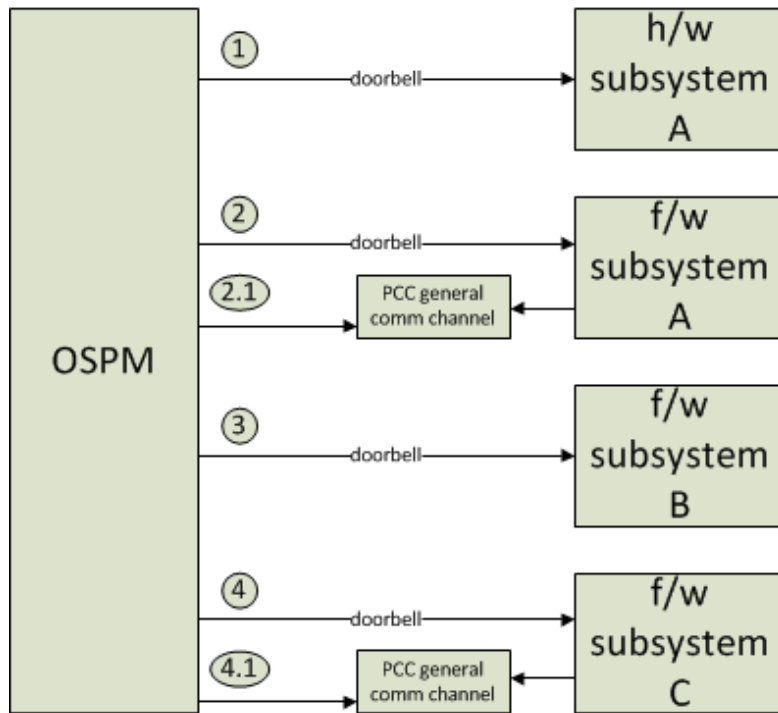 OSPM
1
doorbell
h/w
subsystem
A
2
doorbell
f/w
subsystem
A
2.1
PCC general
comm channel
3
doorbell
f/w
subsystem
B
4
doorbell
f/w
subsystem
C
4.1
PCC general
comm channel